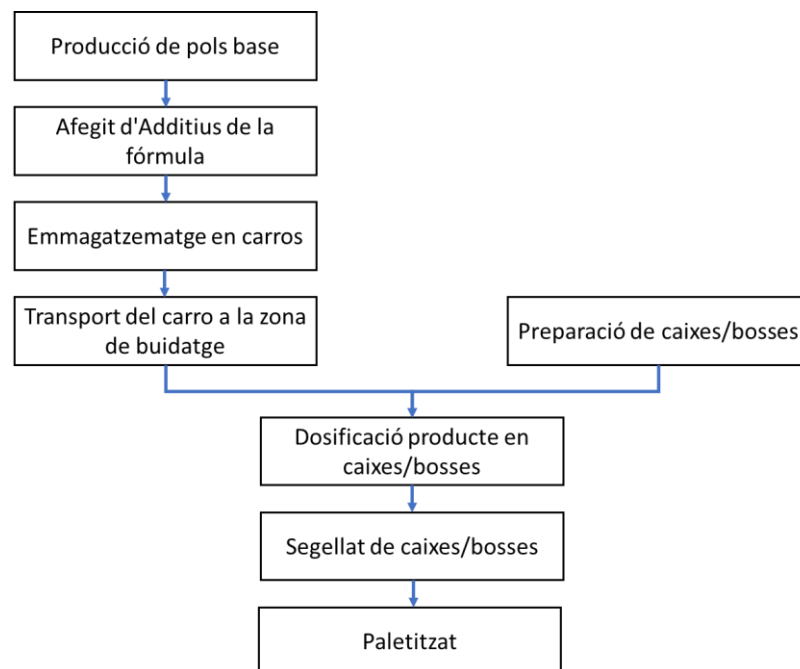 Producció de pols base
Afegit d'Additius de la
fórmula
Emmagatzematge en carros
Transport del carro a la zona
de buidatge
Preparació de caixes/bosses
Dosificació producte en
caixes/bosses
Segellat de caixes/bosses
Paletitzat